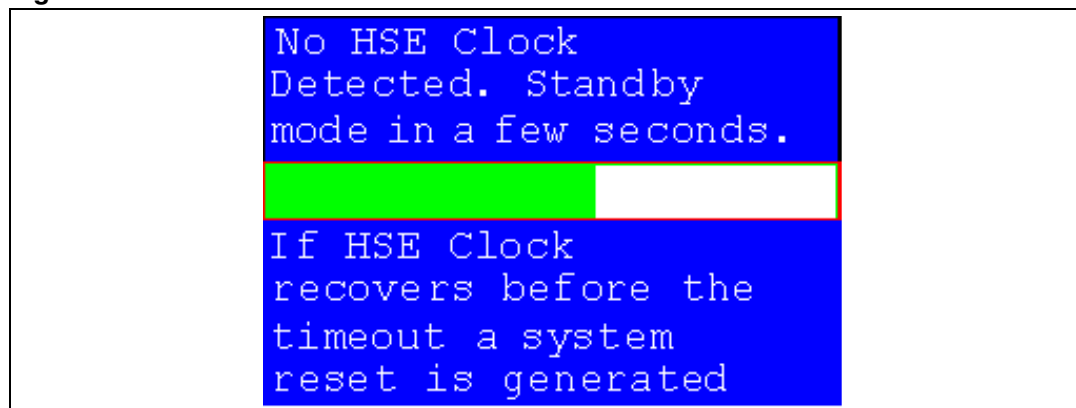 No HSE Clock
Detected. Standby
mode in a few seconds.
If HSE Clock
recovers before the
timeout a system
reset is generated